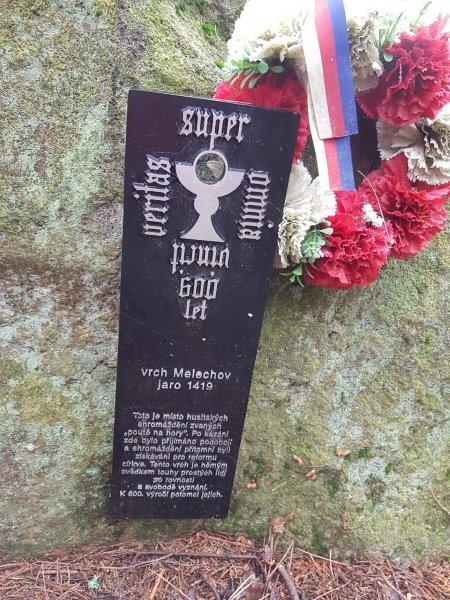 super
veritas
omnia
vincit
600
let
vrch Melechov
jaro 1419
Toto je místo husitských
shromáždění zvaných
„poutě na hory“. Po kázání
zde bylo přijímáno podobojí
a shromáždění přítomní byli
získáváni pro reformu
církve. Tento vrch je němým
svědkem touhy prostých lidí
po rovnosti
a svobodě vyznání.
K 600. výročí potomci jejich.